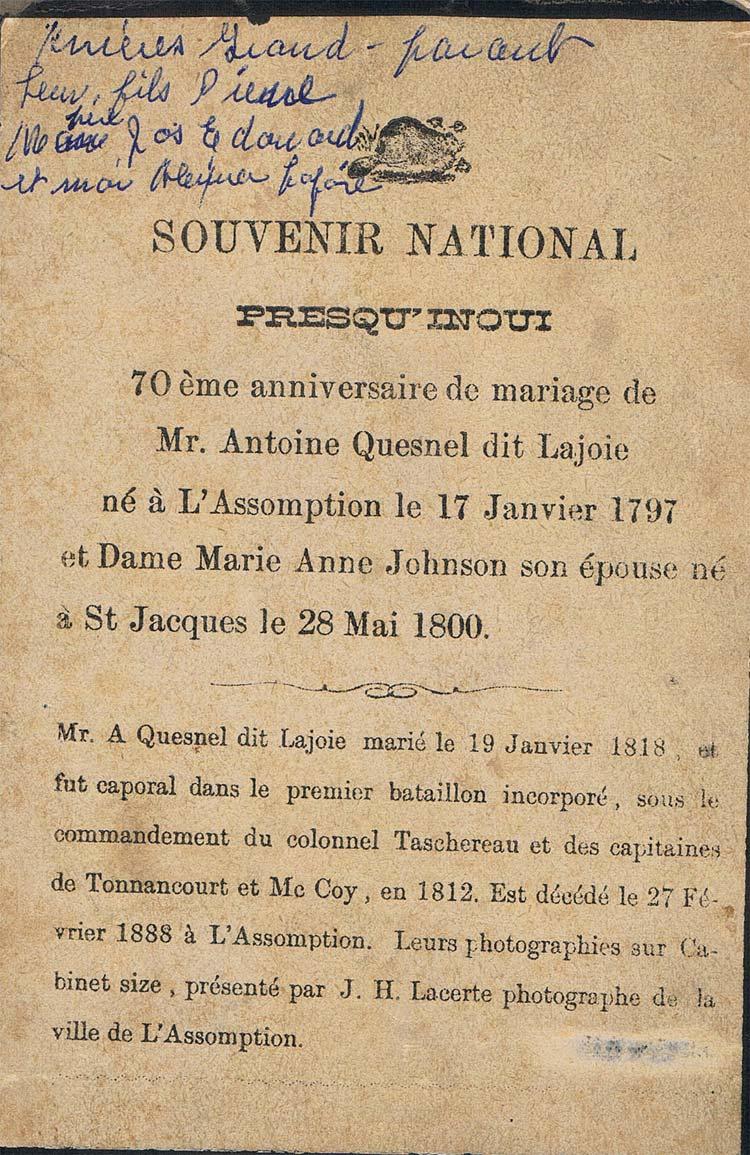 Arrières Grand-parent
Leur fils Pierre
père Jos Edouard
et moi Lajoie
SOUVENIR NATIONAL
PRESQU'INOUI
70ème anniversaire de mariage de
Mr. Antoine Quesnel dit Lajoie
né à L'Assomption le 17 Janvier 1797
et Dame Marie Anne Johnson son épouse né
à St Jacques le 28 Mai 1800.
Mr. A Quesnel dit Lajoie marié le 19 Janvier 1818, et
fut caporal dans le premier bataillon incorporé, sous le
commandement du colonnel Taschereau et des capitaines
de Tonnancourt et Mc Coy, en 1812. Est décédé le 27 Fé-
vrier 1888 à L'Assomption. Leurs photographies sur Ca-
binet size, présenté par J. H. Lacerte photographe de la
ville de L'Assomption.